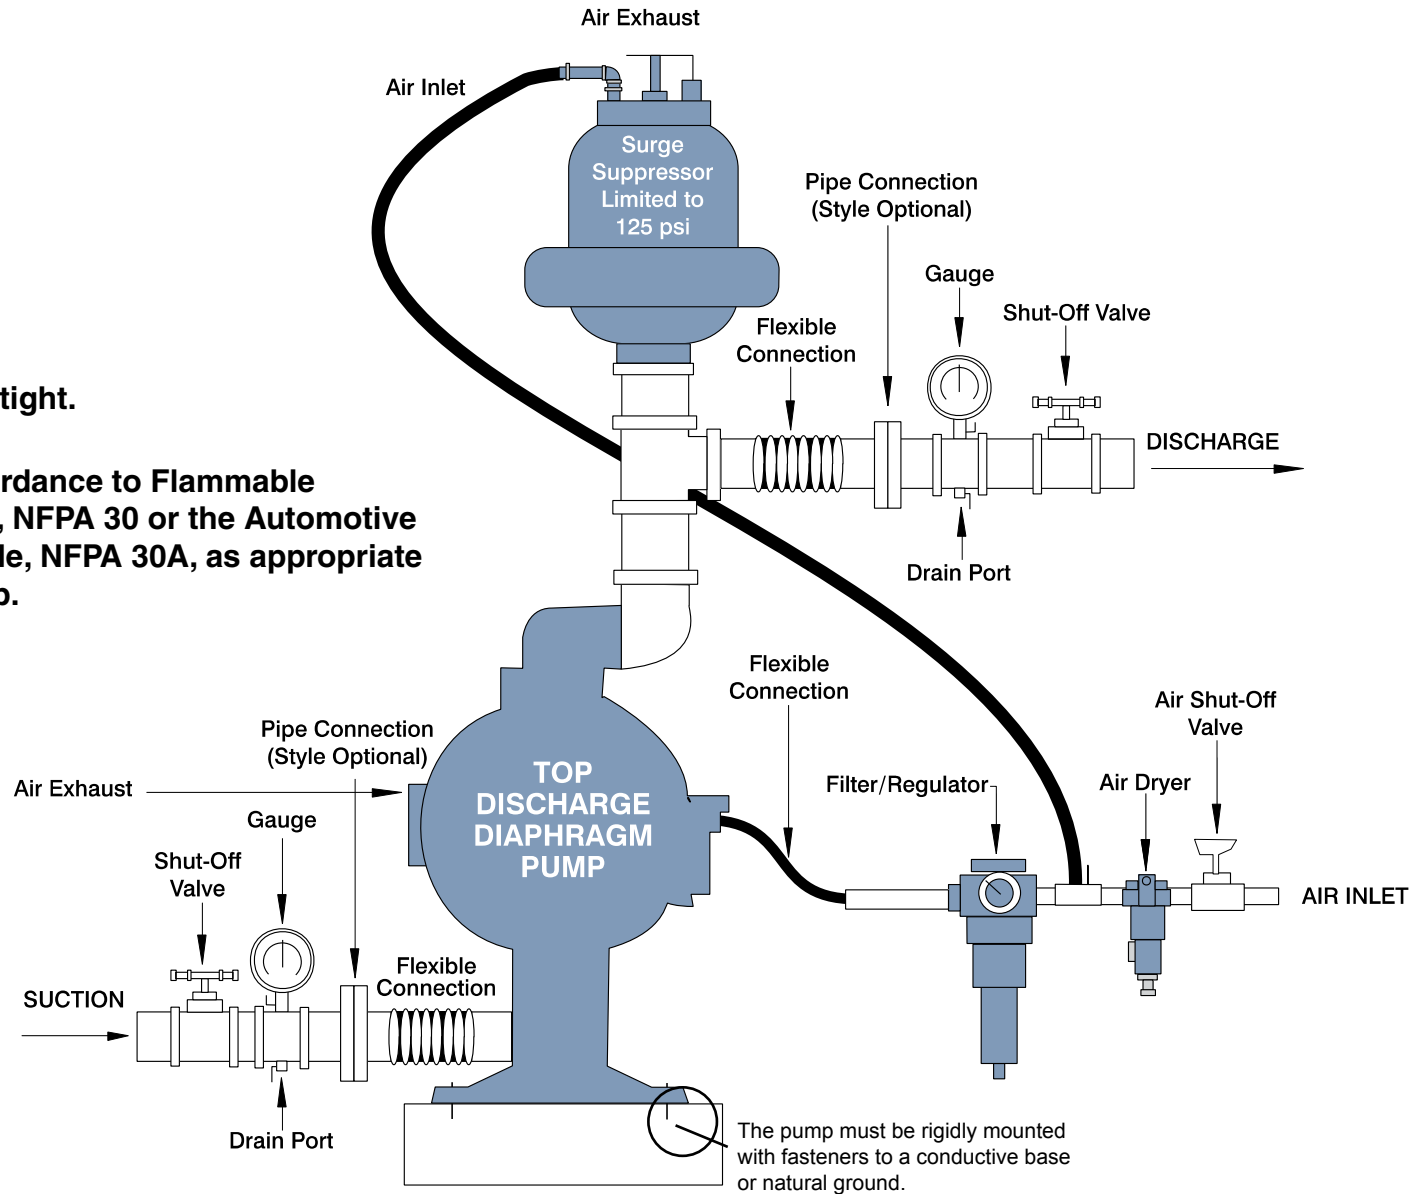 Air Exhaust
Air Inlet
Surge
Suppressor
Limited to
125 psi
Pipe Connection
(Style Optional)
Gauge
Shut-Off Valve
Flexible
Connection
DISCHARGE
Drain Port
tight.
rdance to Flammable
, NFPA 30 or the Automotive
le, NFPA 30A, as appropriate
.
Flexible
Connection
Air Shut-Off
Valve
Pipe Connection
(Style Optional)
Air Exhaust
TOP
DISCHARGE
DIAPHRAGM
PUMP
Filter/Regulator
Air Dryer
Gauge
Shut-Off
Valve
AIR INLET
Flexible
Connection
SUCTION
Drain Port
The pump must be rigidly mounted
with fasteners to a conductive base
or natural ground.